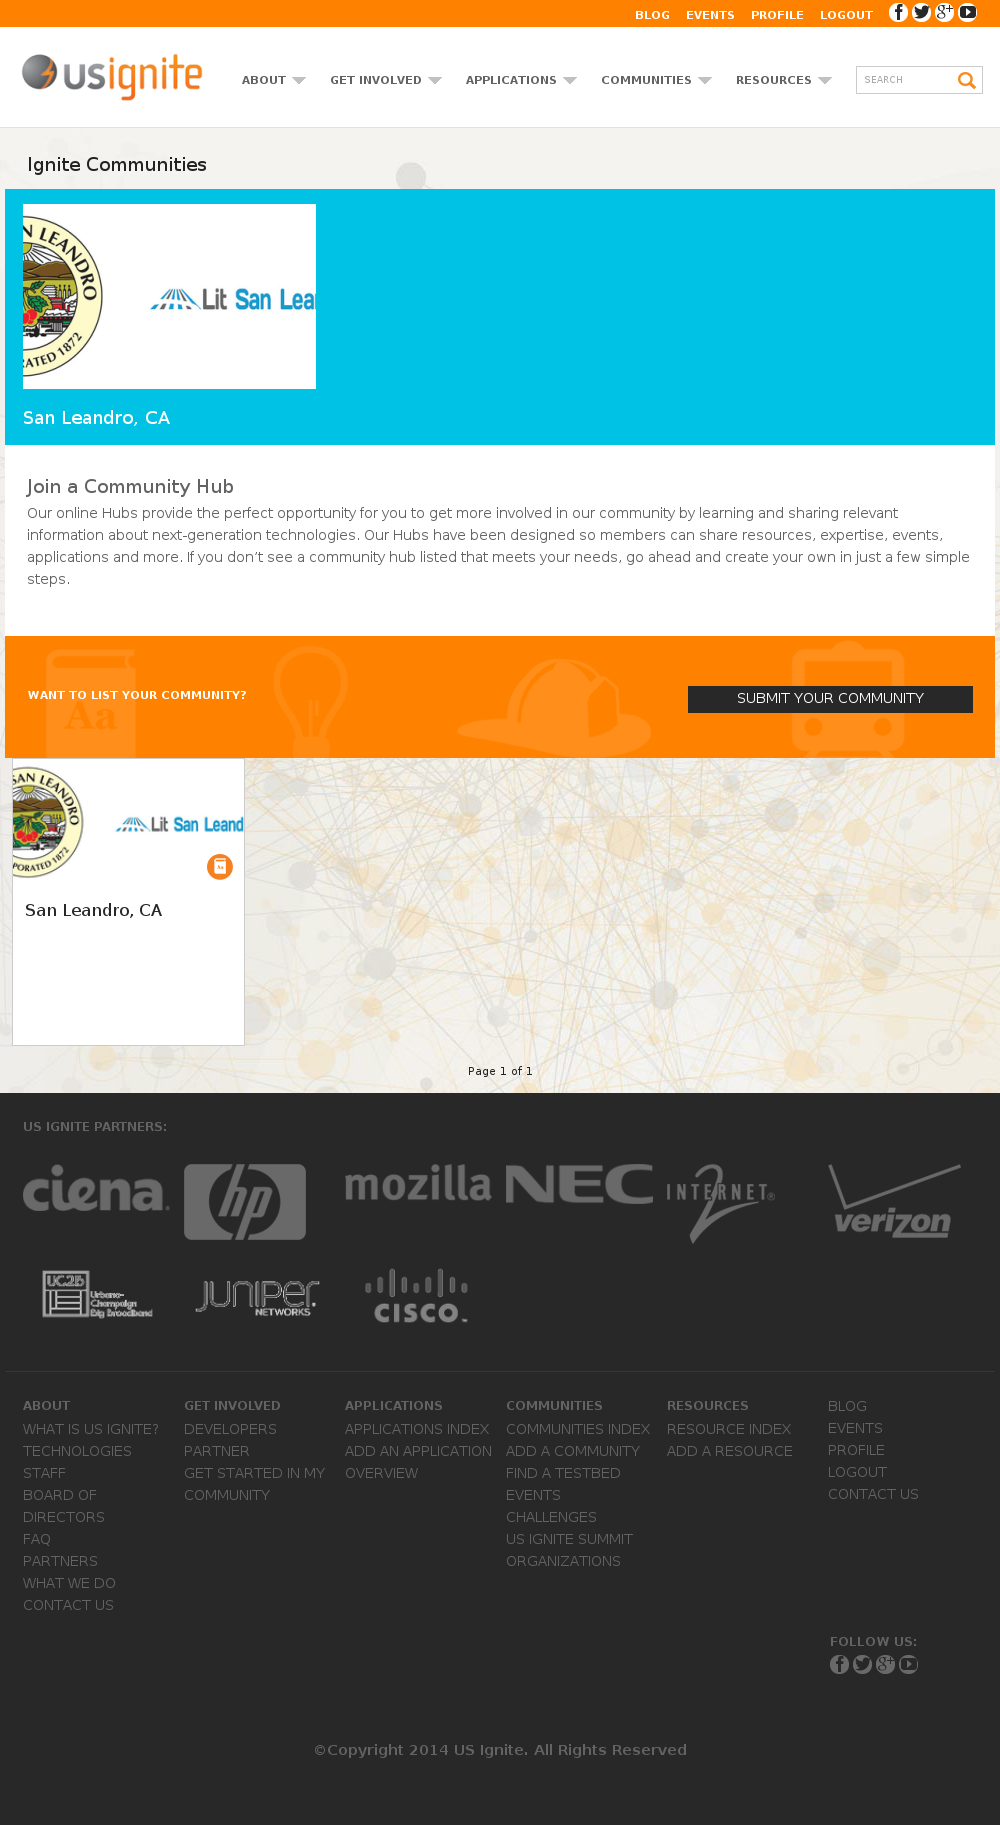 BLOG EVENTS PROFILE LOGOUT
usignite
ABOUT GET INVOLVED APPLICATIONS COMMUNITIES RESOURCES SEARCH
Ignite Communities
SAN LEANDRO
Lit San Lea
ORATED 1872
San Leandro, CA
Join a Community Hub
Our online Hubs provide the perfect opportunity for you to get more involved in our community by learning and sharing relevant
information about next-generation technologies. Our Hubs have been designed so members can share resources, expertise, events,
applications and more. If you don’t see a community hub listed that meets your needs, go ahead and create your own in just a few simple
steps.
WANT TO LIST YOUR COMMUNITY?
Aa
SUBMIT YOUR COMMUNITY
SAN LEANDRO
Lit San Leand
RPORATED 1872
Aa
San Leandro, CA
Page 1 of 1
US IGNITE PARTNERS:
ciena hp mozilla NEC INTERNET 2 verizon
UC2B Urbana-Champaign Big Broadband
JUNIPER NETWORKS
CISCO
ABOUT
WHAT IS US IGNITE?
TECHNOLOGIES
STAFF
BOARD OF
DIRECTORS
FAQ
PARTNERS
WHAT WE DO
CONTACT US
GET INVOLVED
DEVELOPERS
PARTNER
GET STARTED IN MY
COMMUNITY
APPLICATIONS
APPLICATIONS INDEX
ADD AN APPLICATION
OVERVIEW
COMMUNITIES
COMMUNITIES INDEX
ADD A COMMUNITY
FIND A TESTBED
EVENTS
CHALLENGES
US IGNITE SUMMIT
ORGANIZATIONS
RESOURCES
RESOURCE INDEX
ADD A RESOURCE
BLOG
EVENTS
PROFILE
LOGOUT
CONTACT US
FOLLOW US:
©Copyright 2014 US Ignite. All Rights Reserved